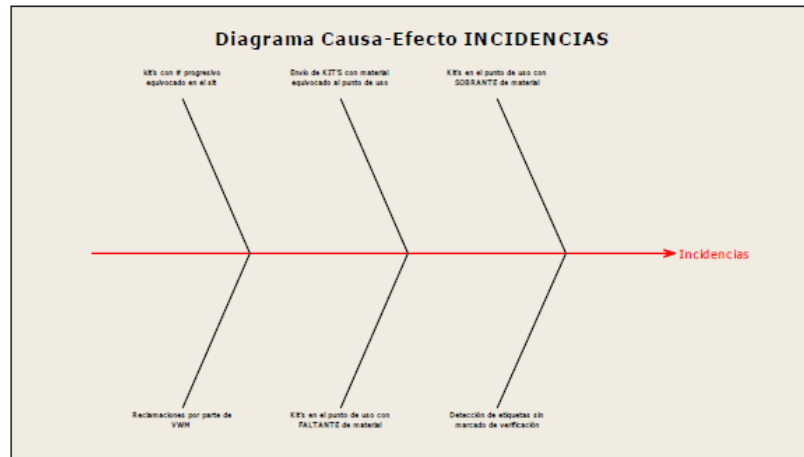 Diagrama Causa-Efecto INCIDENCIAS
kit's con # progresivo
equivocado en el slt
Envío de KIT'S con material
equivocado al punto de uso
Kit's en el punto de uso con
SOBRANTE de material
Incidencias
Reclamaciones por parte de
VWM
Kit's en el punto de uso con
FALTANTE de material
Detección de etiquetas sin
marcado de verificación